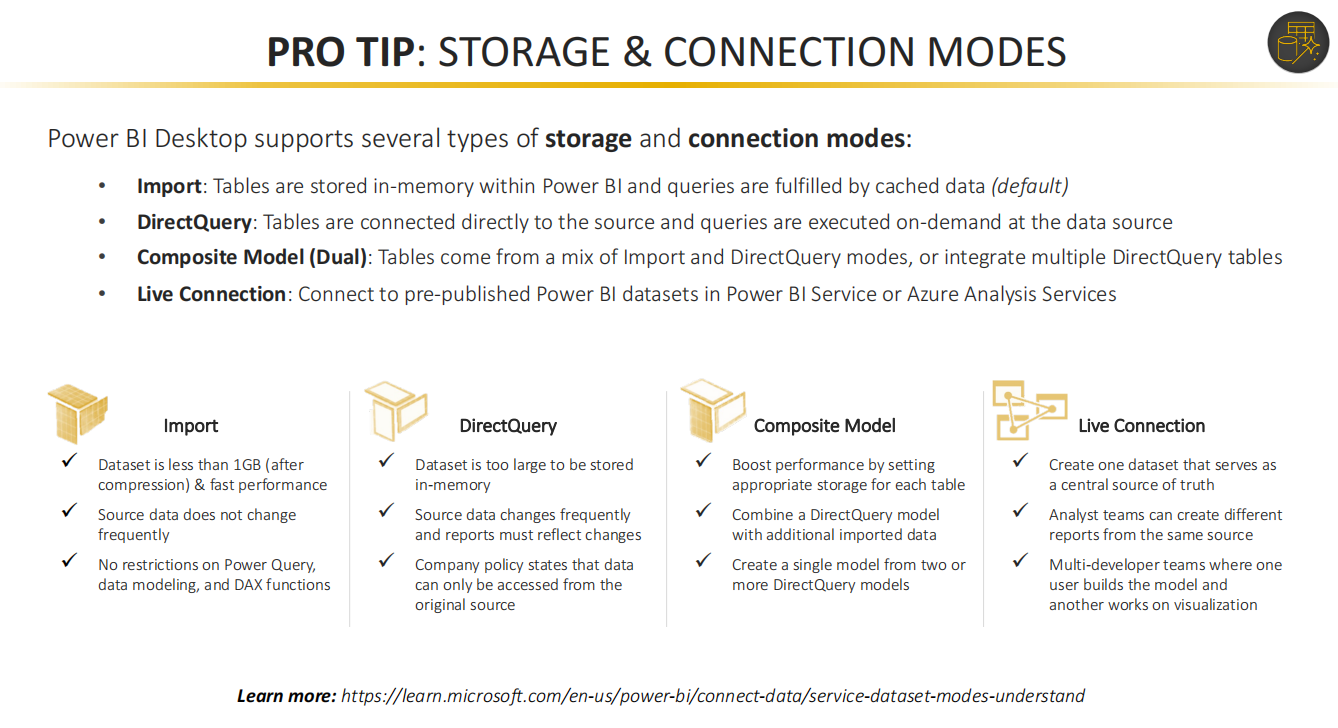 PRO TIP: STORAGE & CONNECTION MODES
Power BI Desktop supports several types of storage and connection modes:
• Import: Tables are stored in-memory within Power BI and queries are fulfilled by cached data (default)
• DirectQuery: Tables are connected directly to the source and queries are executed on-demand at the data source
• Composite Model (Dual): Tables come from a mix of Import and DirectQuery modes, or integrate multiple DirectQuery tables
• Live Connection: Connect to pre-published Power BI datasets in Power BI Service or Azure Analysis Services
Import
✓ Dataset is less than 1GB (after
compression) & fast performance
✓ Source data does not change
frequently
✓ No restrictions on Power Query,
data modeling, and DAX functions
DirectQuery
✓ Dataset is too large to be stored
in-memory
✓ Source data changes frequently
and reports must reflect changes
✓ Company policy states that data
can only be accessed from the
original source
Composite Model
✓ Boost performance by setting
appropriate storage for each table
✓ Combine a DirectQuery model
with additional imported data
✓ Create a single model from two or
more DirectQuery models
Live Connection
✓ Create one dataset that serves as
a central source of truth
✓ Analyst teams can create different
reports from the same source
✓ Multi-developer teams where one
user builds the model and
another works on visualization
Learn more: https://learn.microsoft.com/en-us/power-bi/connect-data/service-dataset-modes-understand